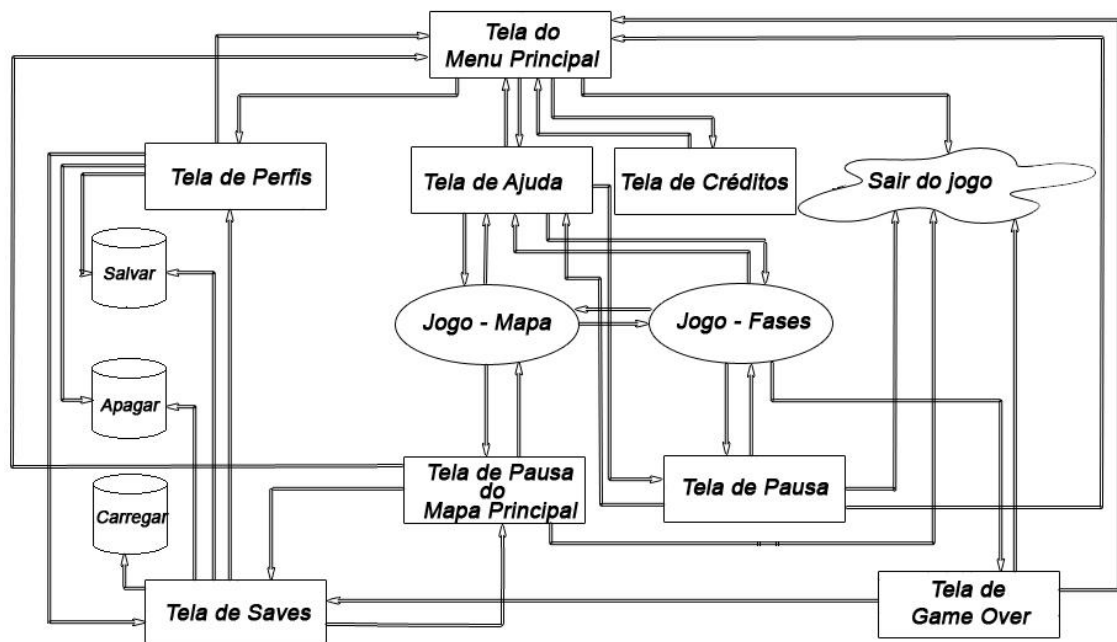 Tela do
Menu Principal
Tela de Perfis
Tela de Ajuda
Tela de Créditos
Sair do jogo
Salvar
Jogo - Mapa
Jogo - Fases
Apagar
Tela de Pausa
do
Mapa Principal
Tela de Pausa
Carregar
Tela de Saves
Tela de
Game Over